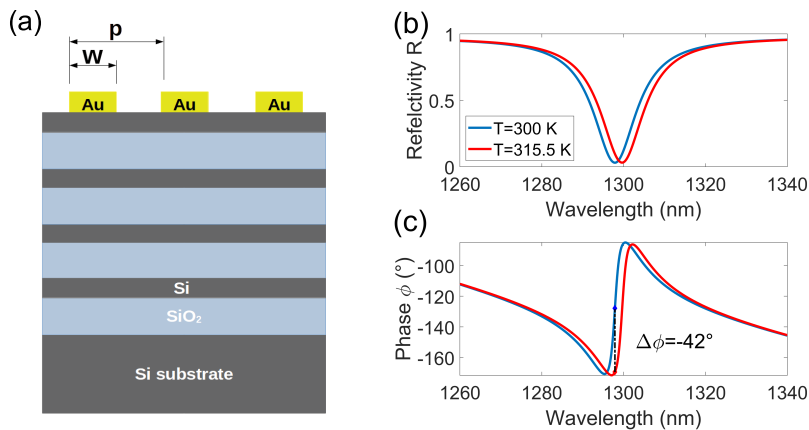 (a)
p
w
Au Au Au
Si
SiO₂
Si substrate
(b)
1
0.5
0
Refelctivity R
T=300 K
T=315.5 K
1260 1280 1300 1320 1340
Wavelength (nm)
(c)
-100
-120
-140
-160
Phase ϕ (°)
Δϕ=-42°
1260 1280 1300 1320 1340
Wavelength (nm)